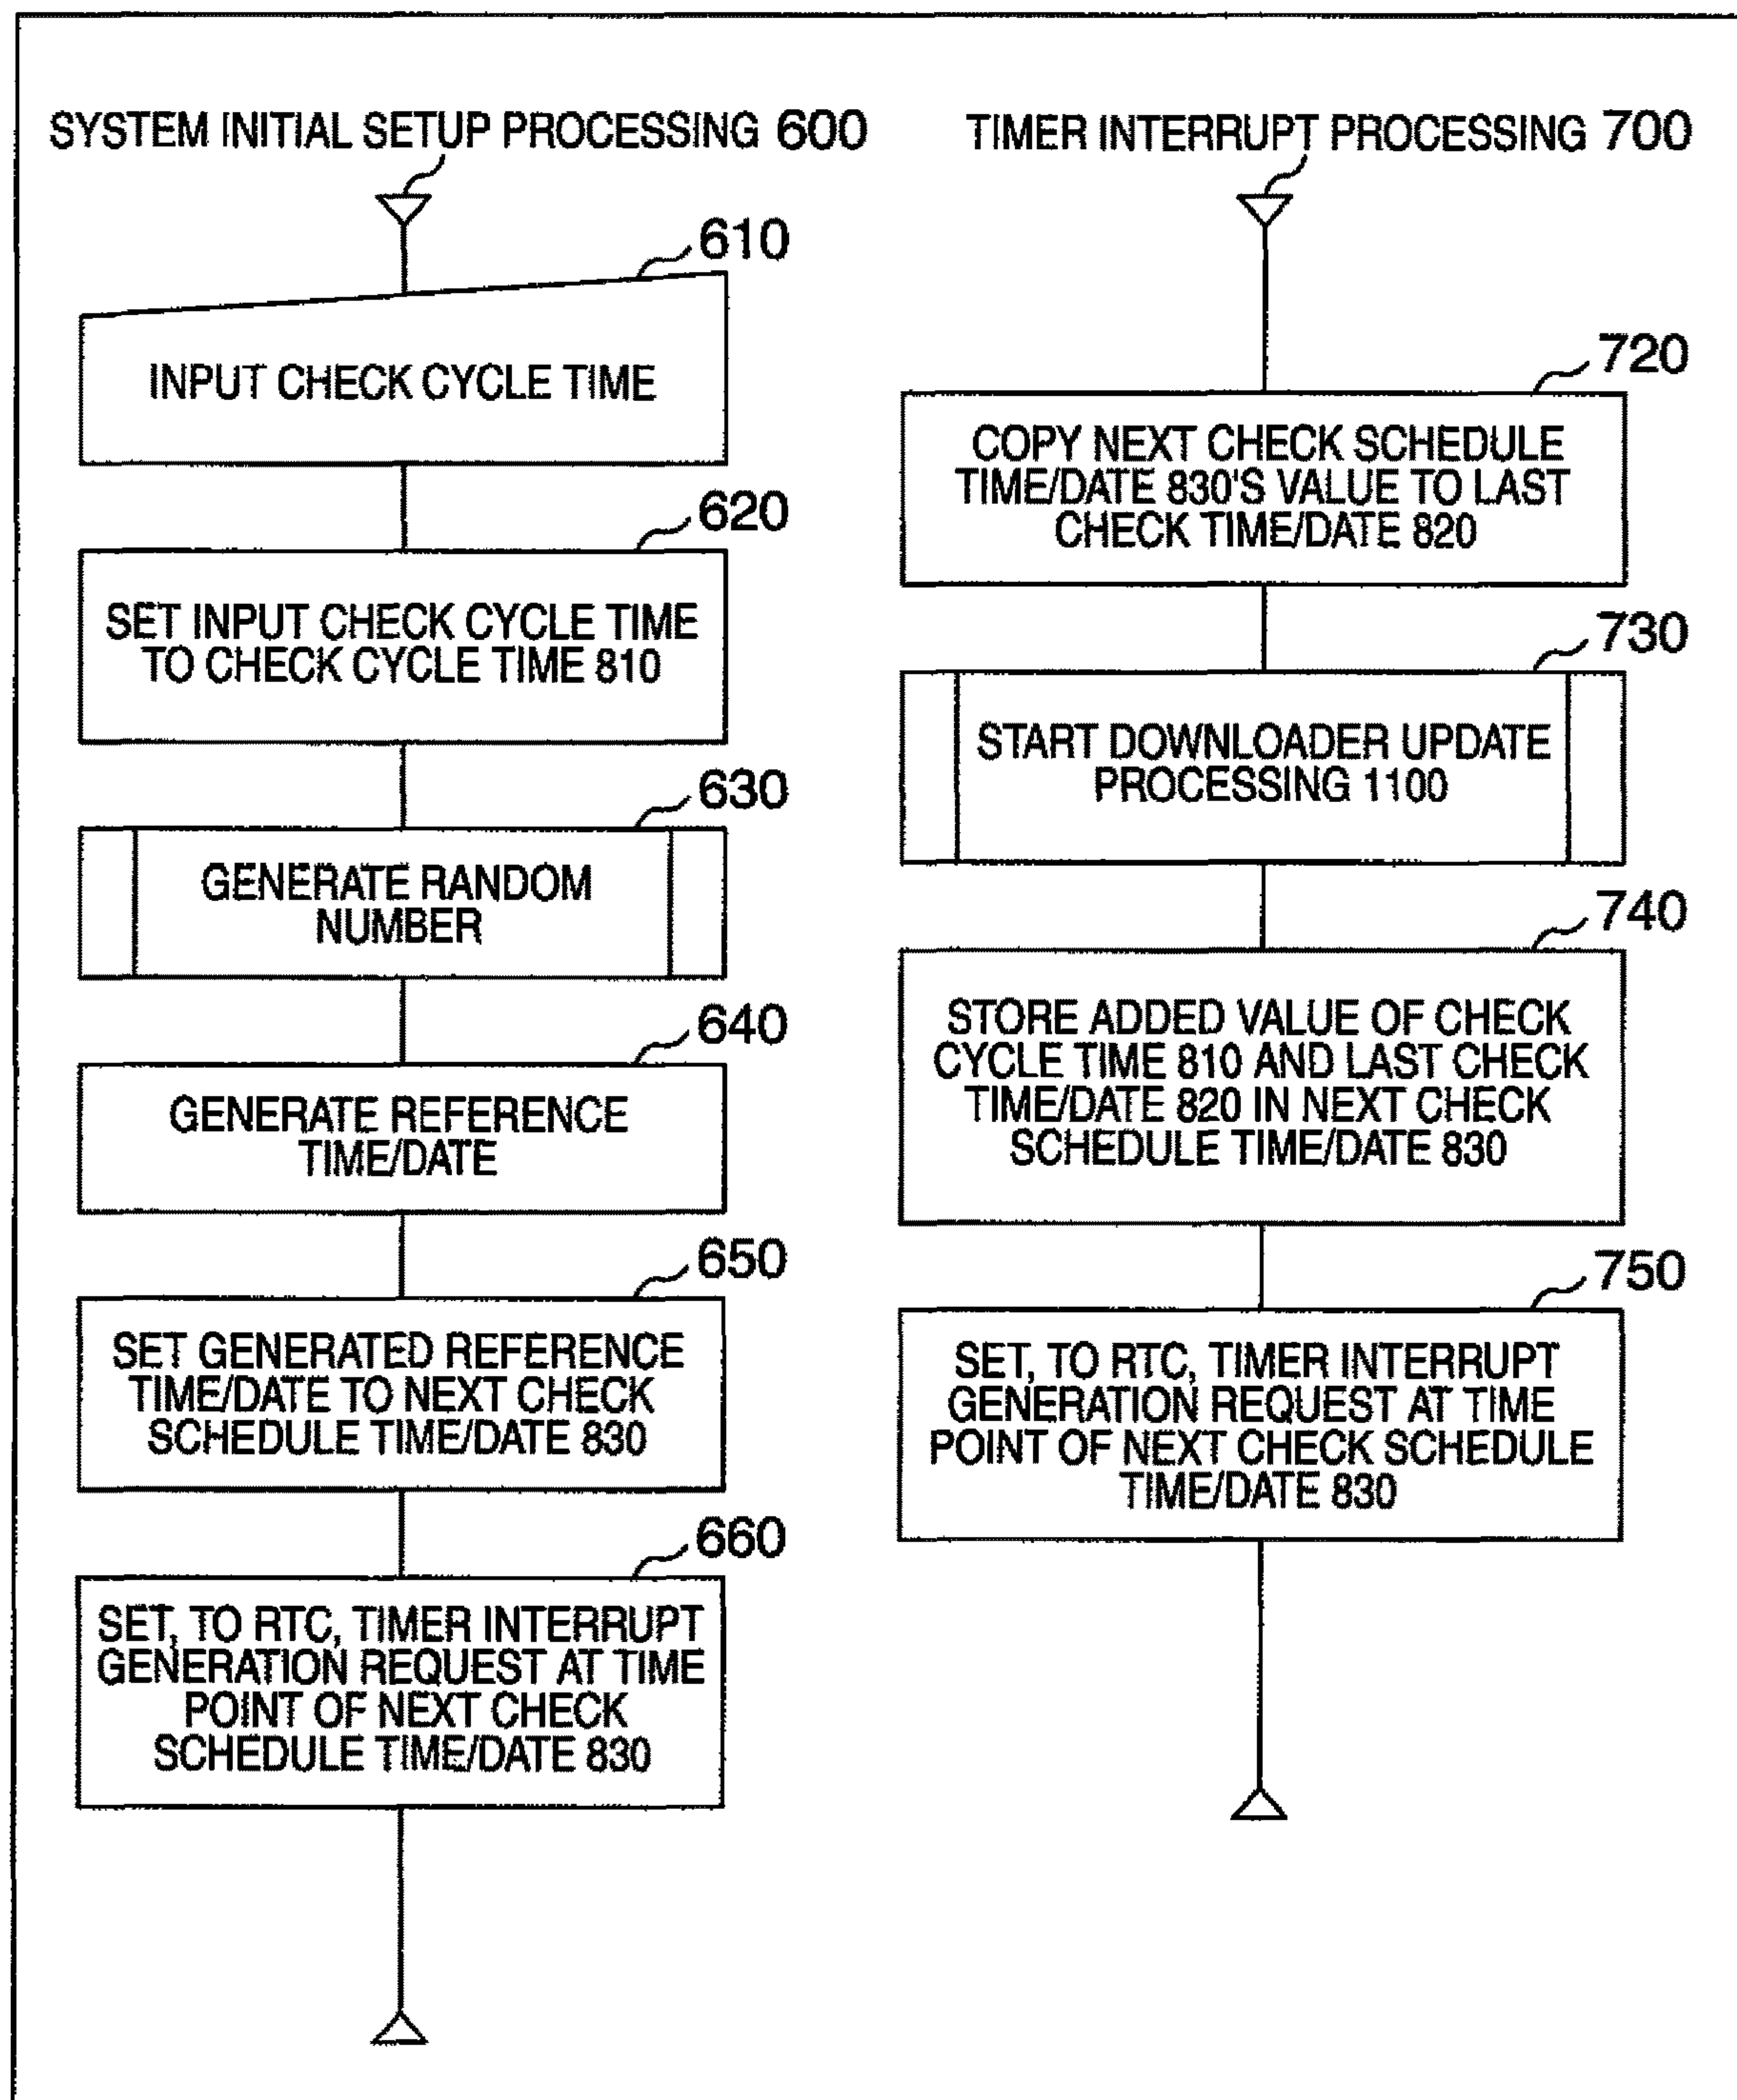 SYSTEM INITIAL SETUP PROCESSING 600
610
INPUT CHECK CYCLE TIME
620
SET INPUT CHECK CYCLE TIME
TO CHECK CYCLE TIME 810
630
GENERATE RANDOM
NUMBER
640
GENERATE REFERENCE
TIME/DATE
650
SET GENERATED REFERENCE
TIME/DATE TO NEXT CHECK
SCHEDULE TIME/DATE 830
660
SET, TO RTC, TIMER INTERRUPT
GENERATION REQUEST AT TIME
POINT OF NEXT CHECK
SCHEDULE TIME/DATE 830
TIMER INTERRUPT PROCESSING 700
720
COPY NEXT CHECK SCHEDULE
TIME/DATE 830'S VALUE TO LAST
CHECK TIME/DATE 820
730
START DOWNLOADER UPDATE
PROCESSING 1100
740
STORE ADDED VALUE OF CHECK
CYCLE TIME 810 AND LAST CHECK
TIME/DATE 820 IN NEXT CHECK
SCHEDULE TIME/DATE 830
750
SET, TO RTC, TIMER INTERRUPT
GENERATION REQUEST AT TIME
POINT OF NEXT CHECK SCHEDULE
TIME/DATE 830